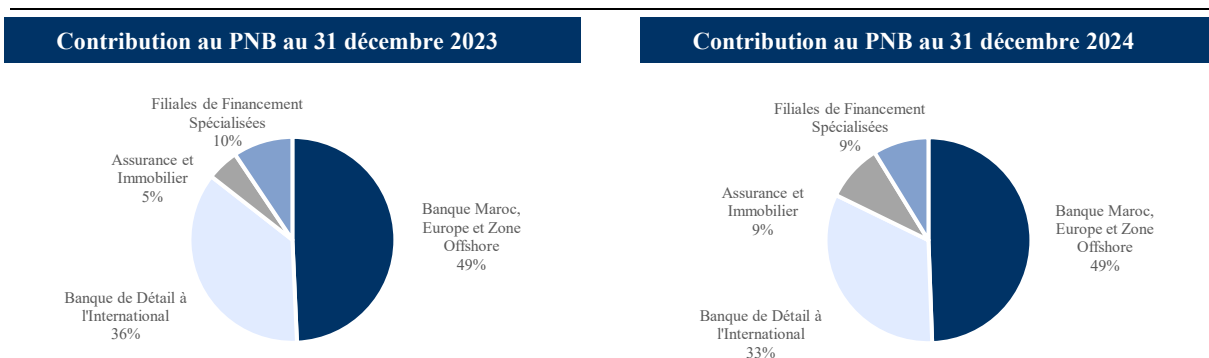 Contribution au PNB au 31 décembre 2023
Filiales de Financement
Spécialisées
10%
Assurance et
Immobilier
5%
Banque Maroc,
Europe et Zone
Offshore
49%
Banque de Détail à
l'International
36%
Contribution au PNB au 31 décembre 2024
Filiales de Financement
Spécialisées
9%
Assurance et
Immobilier
9%
Banque Maroc,
Europe et Zone
Offshore
49%
Banque de Détail à
l'International
33%